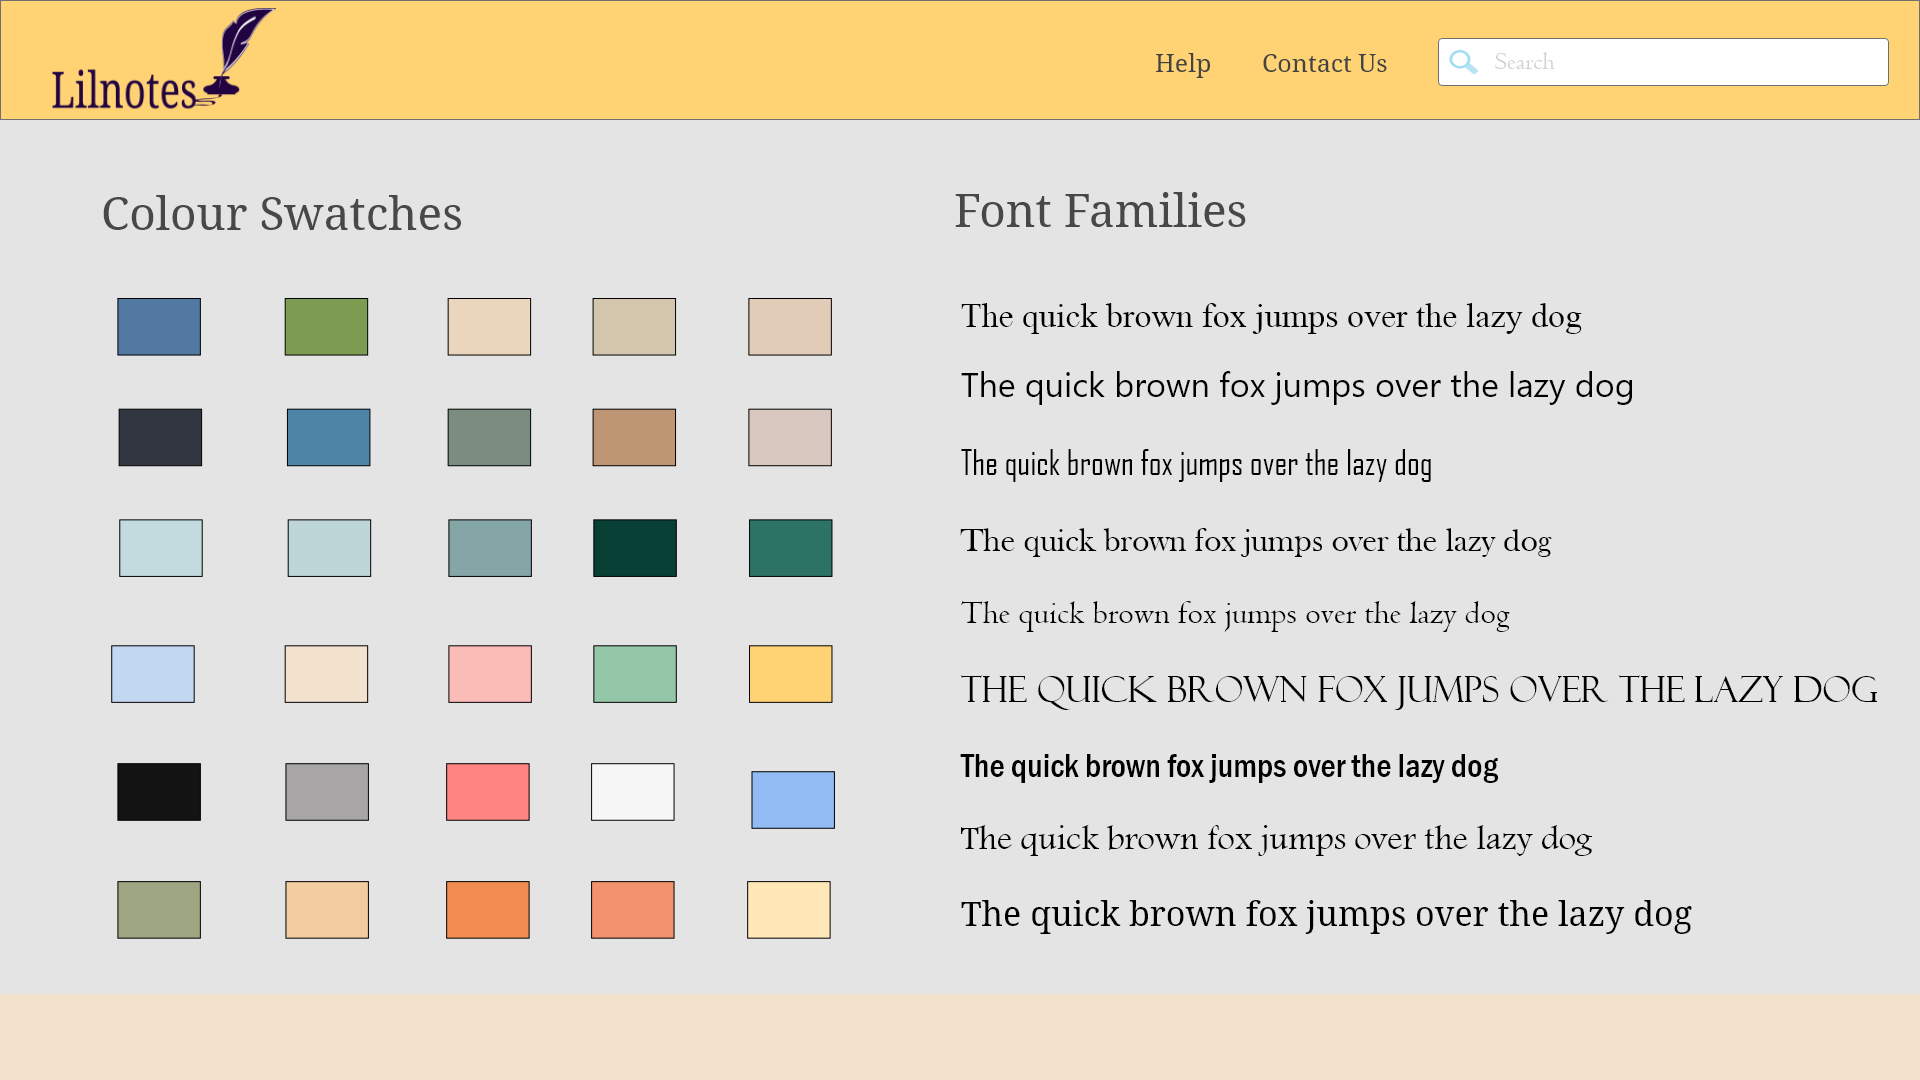 Lilnotes
Help
Contact Us
Search
Colour Swatches
Font Families
The quick brown fox jumps over the lazy dog
The quick brown fox jumps over the lazy dog
The quick brown fox jumps over the lazy dog
The quick brown fox jumps over the lazy dog
The quick brown fox jumps over the lazy dog
THE QUICK BROWN FOX JUMPS OVER THE LAZY DOG
The quick brown fox jumps over the lazy dog
The quick brown fox jumps over the lazy dog
The quick brown fox jumps over the lazy dog